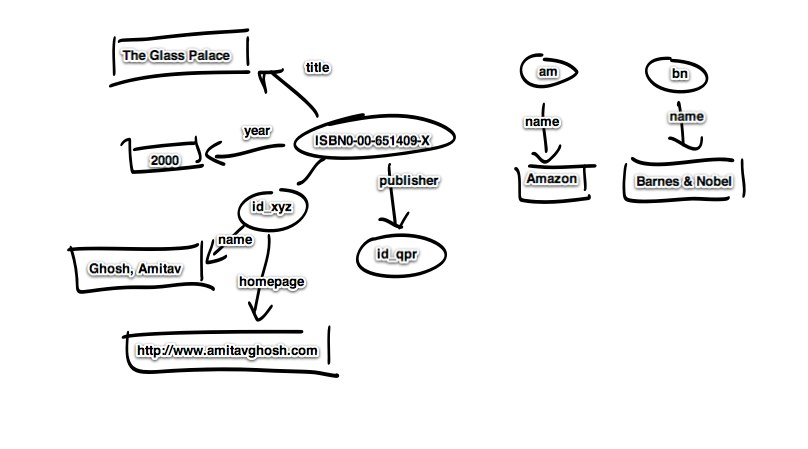 The Glass Palace
title
am
bn
year
name
name
ISBN0-00-651409-X
2000
publisher
Amazon
Barnes & Nobel
id_xyz
name
id_qpr
Ghosh, Amitav
homepage
http://www.amitavghosh.com